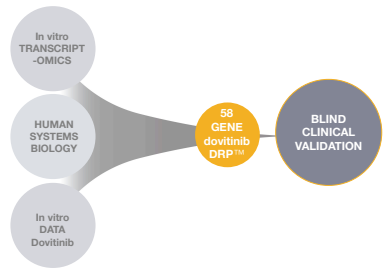 In vitro
TRANSCRIPT
-OMICS
HUMAN
SYSTEMS
BIOLOGY
In vitro
DATA
Dovitinib
58
GENE
dovitinib
DRP™
BLIND
CLINICAL
VALIDATION